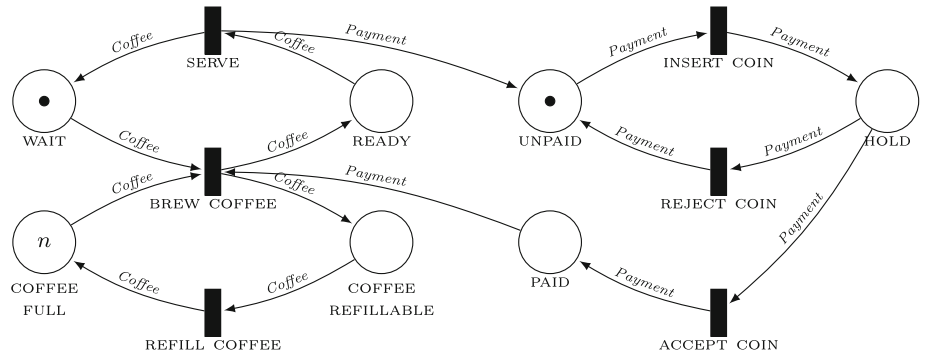 Coffee
Coffee
Payment
Payment
Payment
SERVE
INSERT COIN
WAIT
READY
UNPAID
HOLD
Coffee
Coffee
Payment
Payment
Coffee
Coffee
Payment
BREW COFFEE
REJECT COIN
Payment
n
COFFEE
FULL
COFFEE
REFILLABLE
PAID
Coffee
Coffee
Payment
REFILL COFFEE
ACCEPT COIN